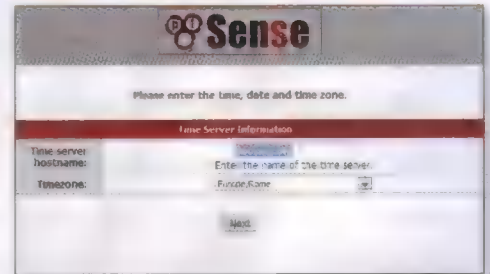 pf Sense
Please enter the time, date and time zone.
Time Server Information
Time server
hostname:
Enter the name of the time server.
Timezone:
Europe/Rome
Next